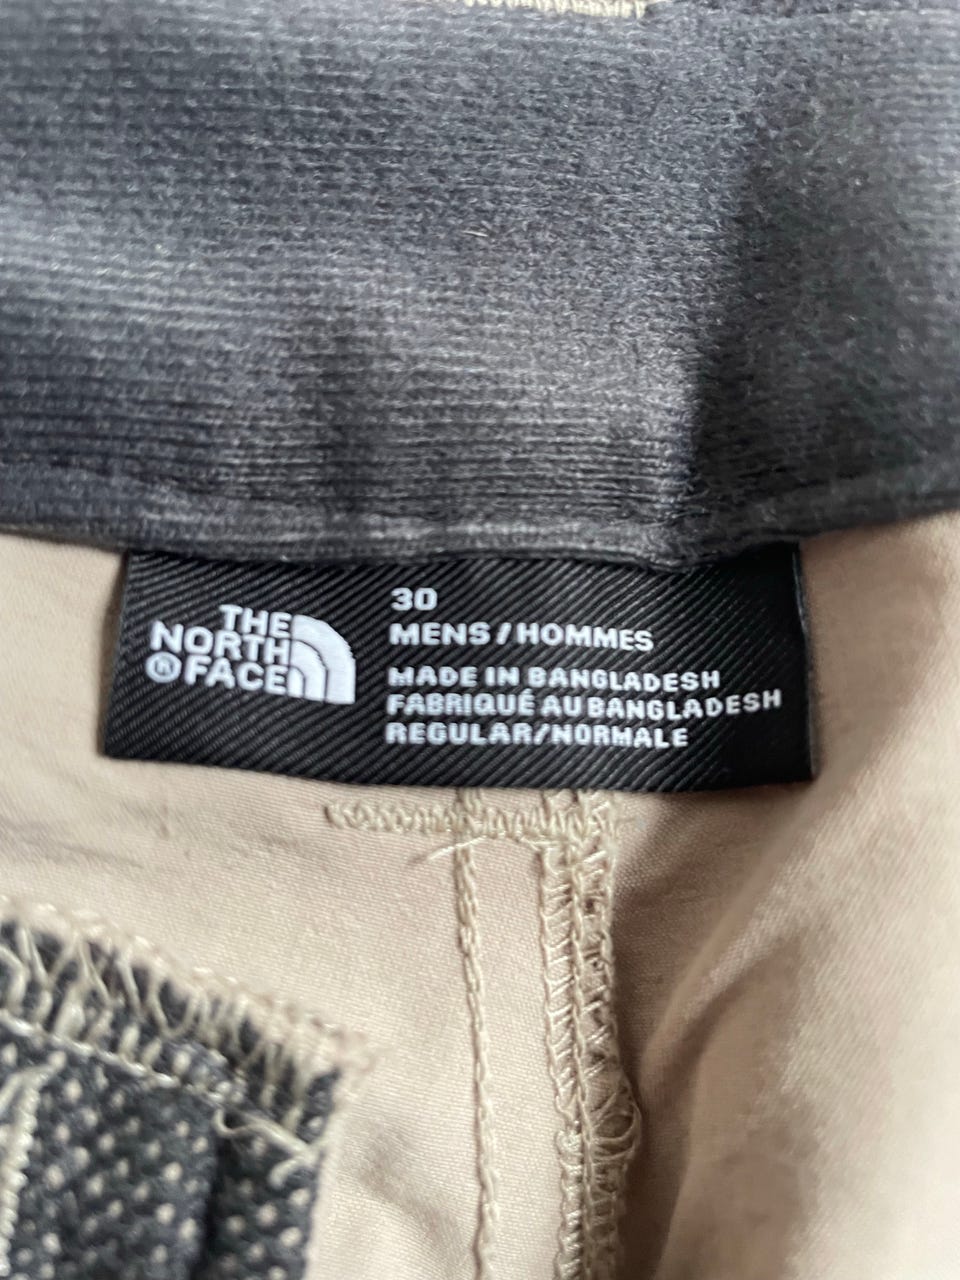 THE
NORTH
® FACE
30
MENS / HOMMES
MADE IN BANGLADESH
FABRIQUÉ AU BANGLADESH
REGULAR/NORMALE